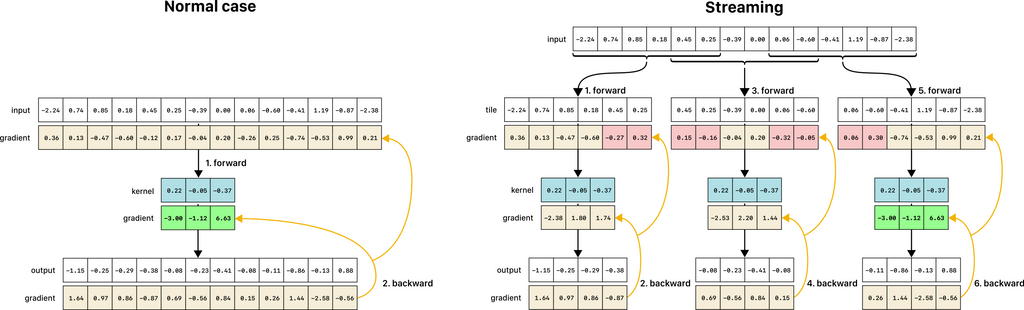 Normal case
input -2.24 0.74 0.85 0.18 0.45 0.25 -0.39 0.00 0.06 -0.60 -0.41 1.19 -0.87 -2.38
gradient 0.36 0.13 -0.47 -0.60 -0.12 0.17 -0.04 0.20 -0.26 0.25 -0.74 -0.53 0.99 0.21
1. forward
kernel 0.22 -0.05 -0.37
gradient -3.00 -1.12 6.63
output -1.15 -0.25 -0.29 -0.38 -0.08 -0.23 -0.41 -0.08 -0.11 -0.86 -0.13 0.88
2. backward
gradient 1.64 0.97 0.86 -0.87 0.69 -0.56 0.84 0.15 0.26 1.44 -2.58 -0.56
Streaming
input -2.24 0.74 0.85 0.18 0.45 0.25 -0.39 0.00 0.06 -0.60 -0.41 1.19 -0.87 -2.38
1. forward 3. forward 5. forward
tile -2.24 0.74 0.85 0.18 0.45 0.25 0.45 0.25 -0.39 0.00 0.06 -0.60 0.06 -0.60 -0.41 1.19 -0.87 -2.38
gradient 0.36 0.13 -0.47 -0.60 -0.27 0.32 0.15 -0.16 -0.04 0.20 -0.32 -0.05 0.06 0.30 -0.74 -0.53 0.99 0.21
kernel 0.22 -0.05 -0.37 0.22 -0.05 -0.37 0.22 -0.05 -0.37
gradient -2.38 1.80 1.74 -2.53 2.20 1.44 -3.00 -1.12 6.63
output -1.15 -0.25 -0.29 -0.38 -0.08 -0.23 -0.41 -0.08 -0.11 -0.86 -0.13 0.88
2. backward 4. backward 6. backward
gradient 1.64 0.97 0.86 -0.87 0.69 -0.56 0.84 0.15 0.26 1.44 -2.58 -0.56